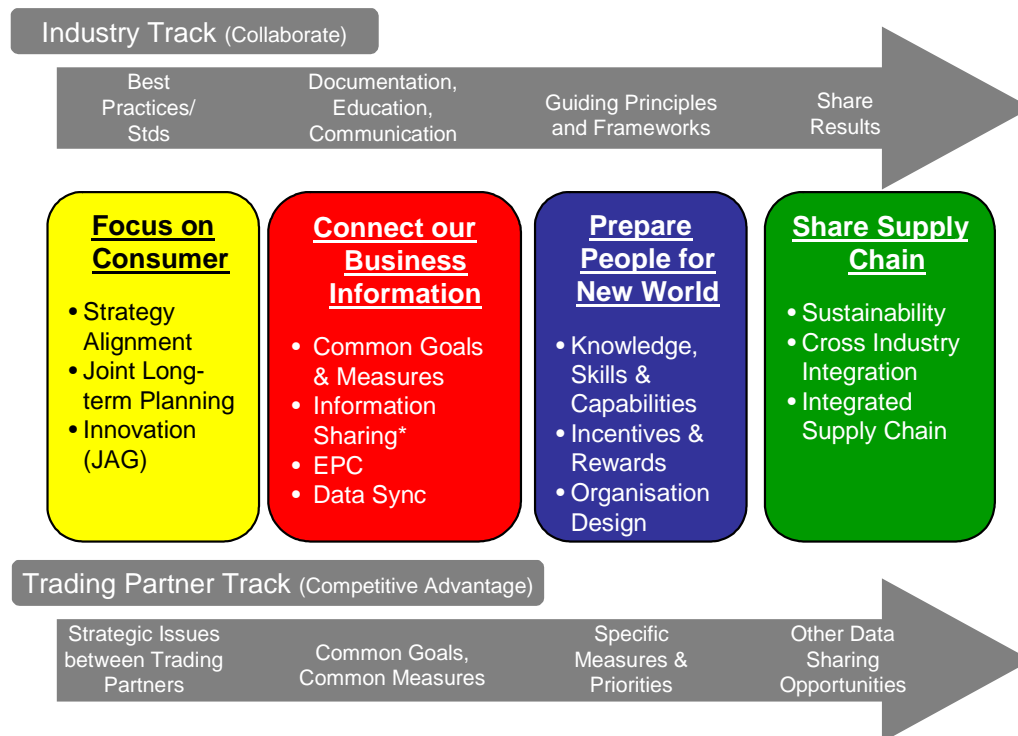 Industry Track (Collaborate)
Best
Practices/
Stds
Documentation,
Education,
Communication
Guiding Principles
and Frameworks
Share
Results
Focus on
Consumer
• Strategy
Alignment
• Joint Long-
term Planning
• Innovation
(JAG)
Connect our
Business
Information
• Common Goals
& Measures
• Information
Sharing*
• EPC
• Data Sync
Prepare
People for
New World
• Knowledge,
Skills &
Capabilities
• Incentives &
Rewards
• Organisation
Design
Share Supply
Chain
• Sustainability
• Cross Industry
Integration
• Integrated
Supply Chain
Trading Partner Track (Competitive Advantage)
Strategic Issues
between Trading
Partners
Common Goals,
Common Measures
Specific
Measures &
Priorities
Other Data
Sharing
Opportunities